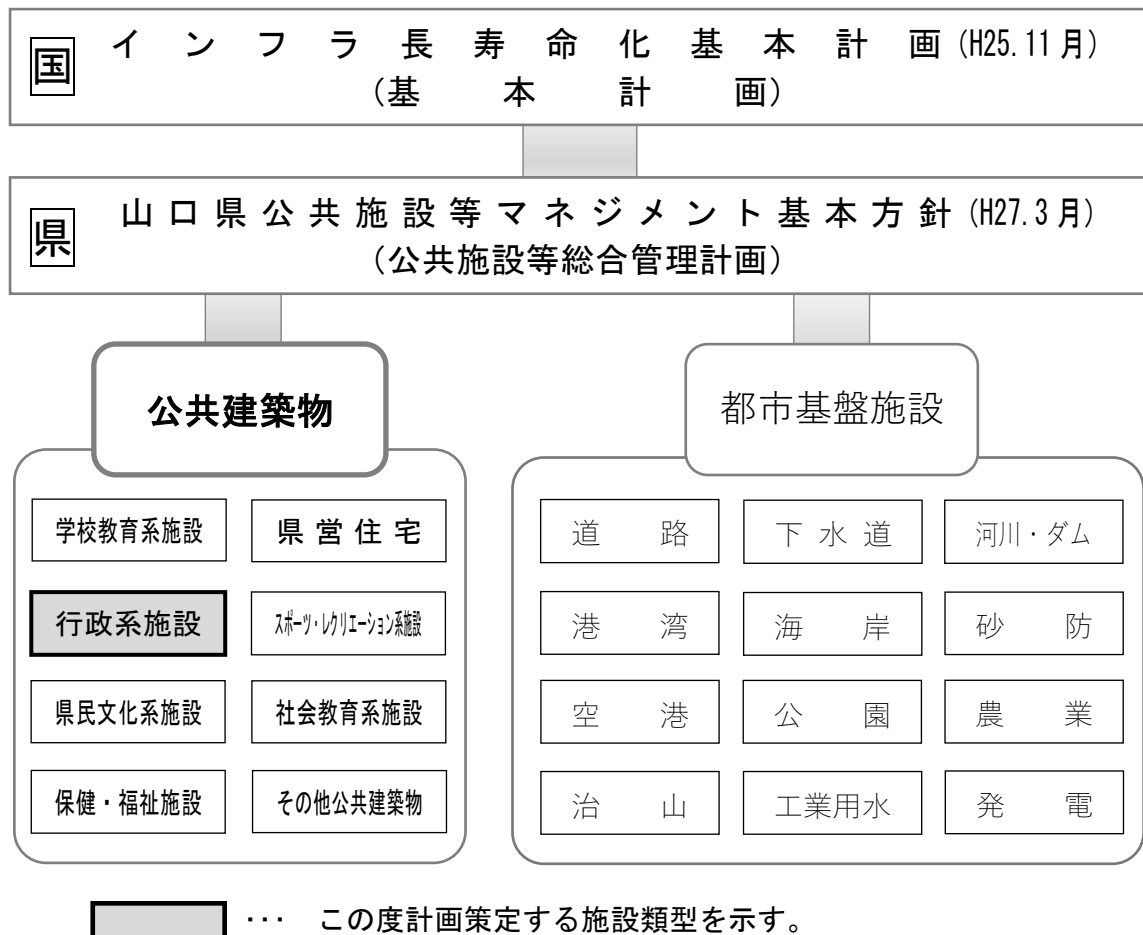 国 インフラ長寿命化基本計画(H25.11月)
(基本計画)
県 山口県公共施設等マネジメント基本方針(H27.3月)
(公共施設等総合管理計画)
公共建築物
都市基盤施設
学校教育系施設 県営住宅
行政系施設 スポーツ・レクリエーション系施設
県民文化系施設 社会教育系施設
保健・福祉施設 その他公共建築物
道路 下水道 河川・ダム
港湾 海岸 砂防
空港 公園 農業
治山 工業用水 発電
··· この度計画策定する施設類型を示す。